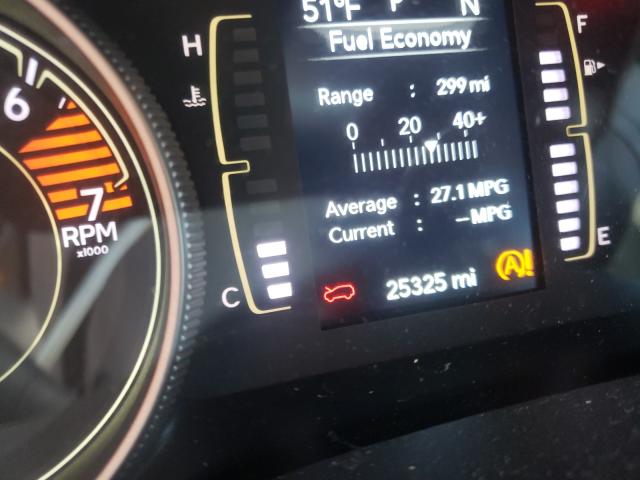 51°F P N
Fuel Economy
H
F
6
Range : 299 mi
0 20 40+
7
RPM
x1000
Average : 27.1 MPG
Current : —MPG
C
E
25325 mi
A!